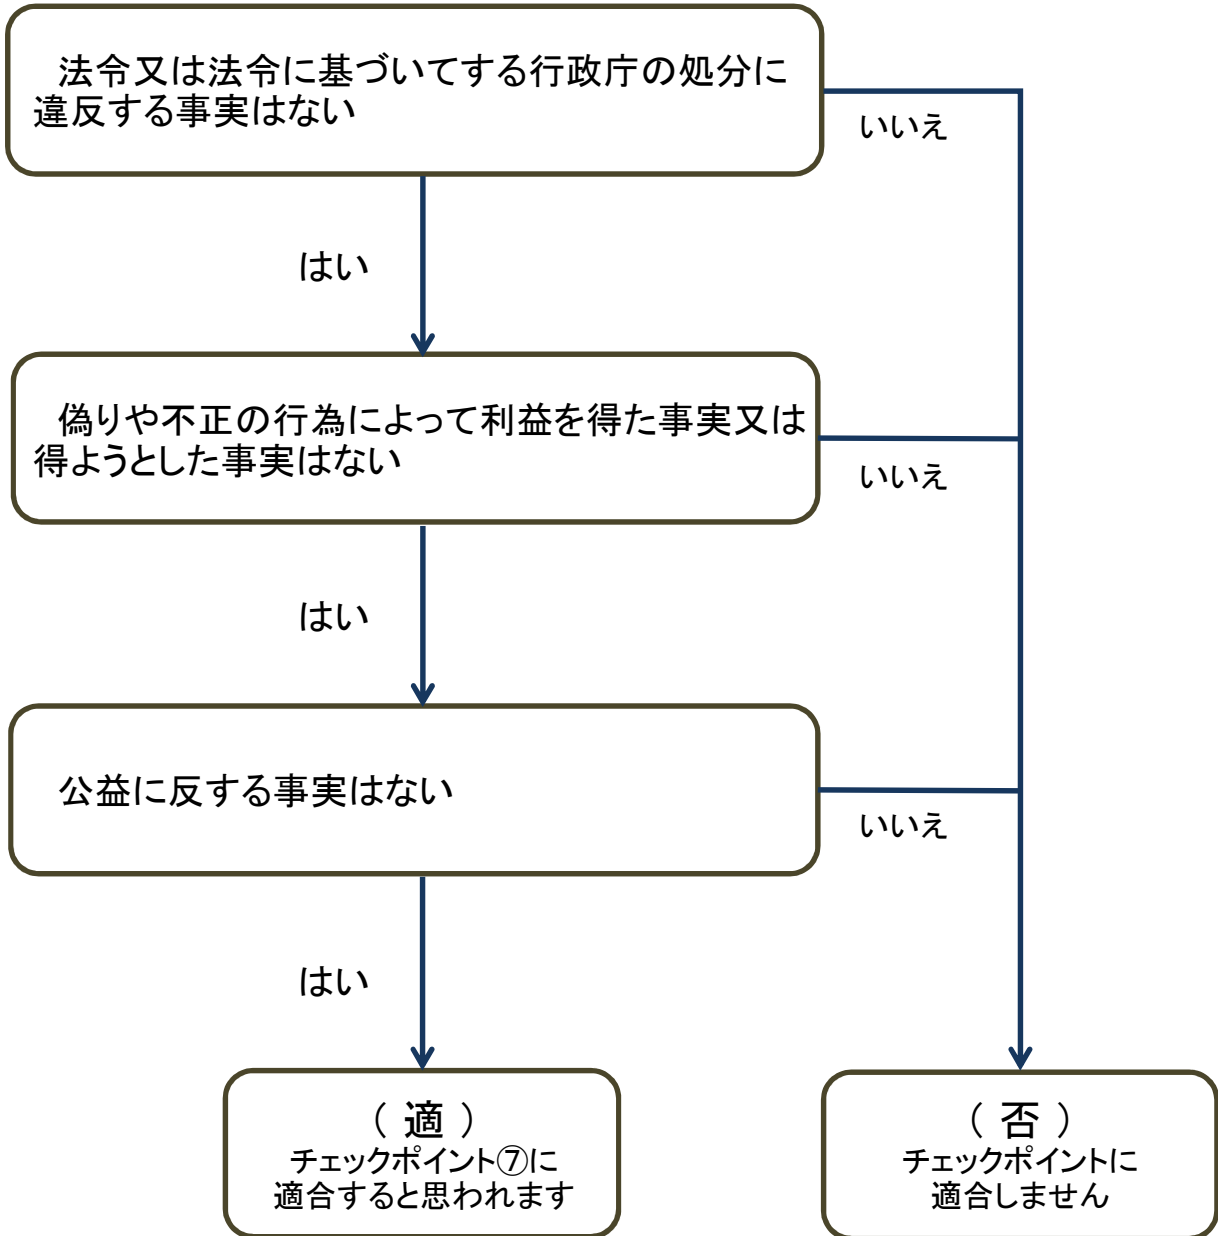 法令又は法令に基づいてする行政庁の処分に
違反する事実はない
いいえ
はい
偽りや不正の行為によって利益を得た事実又は
得ようとした事実はない
いいえ
はい
公益に反する事実はない
いいえ
はい
（ 適 ）
チェックポイント⑦に
適合すると思われます
（ 否 ）
チェックポイントに
適合しません